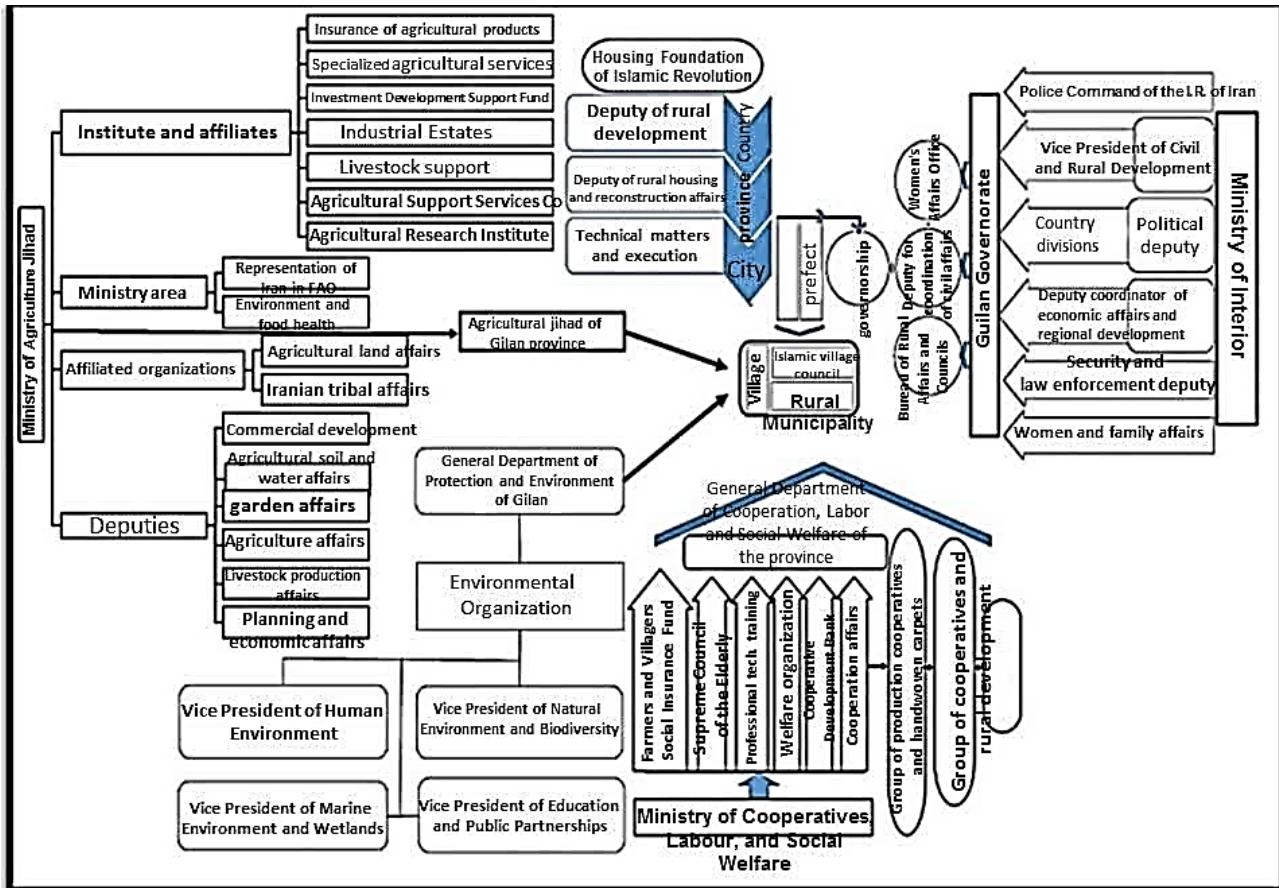 Ministry of Agriculture Jihad
Institute and affiliates
Insurance of agricultural products
Specialized agricultural services
Investment Development Support Fund
Industrial Estates
Livestock support
Agricultural Support Services Co
Agricultural Research Institute
Ministry area
Representation of
Iran in FAO
Environment and
food health
Affiliated organizations
Agricultural land affairs
Iranian tribal affairs
Deputies
Commercial development
Agricultural soil and
water affairs
garden affairs
Agriculture affairs
Livestock production
affairs
Planning and
economic affairs
Agricultural jihad of
Gilan province
Housing Foundation
of Islamic Revolution
Deputy of rural
development
Deputy of rural housing
and reconstruction affairs
Technical matters
and execution
Country
province
City
prefect
governorship
Village
Islamic village
council
Rural
Municipality
Women's
Affairs Office
Deputy for
coordination
of civil affairs
Bureau of Rural
Affairs and
Councils
Guilan Governorate
Police Command of the I.R. of Iran
Vice President of Civil
and Rural Development
Country
divisions
Political
deputy
Deputy coordinator of
economic affairs and
regional development
Security and
law enforcement deputy
Women and family affairs
Ministry of Interior
General Department of
Protection and Environment
of Gilan
Environmental
Organization
Vice President of Human
Environment
Vice President of Natural
Environment and Biodiversity
Vice President of Marine
Environment and Wetlands
Vice President of Education
and Public Partnerships
General Department
of Cooperation, Labor
and Social Welfare of
the province
Farmers and Villagers
Social Insurance Fund
Supreme Council
of the Elderly
Professional tech. training
Welfare organization
Cooperative
Development Bank
Cooperation affairs
Group of production cooperatives
and handwoven carpets
Group of cooperatives and
rural development
Ministry of Cooperatives,
Labour, and Social
Welfare